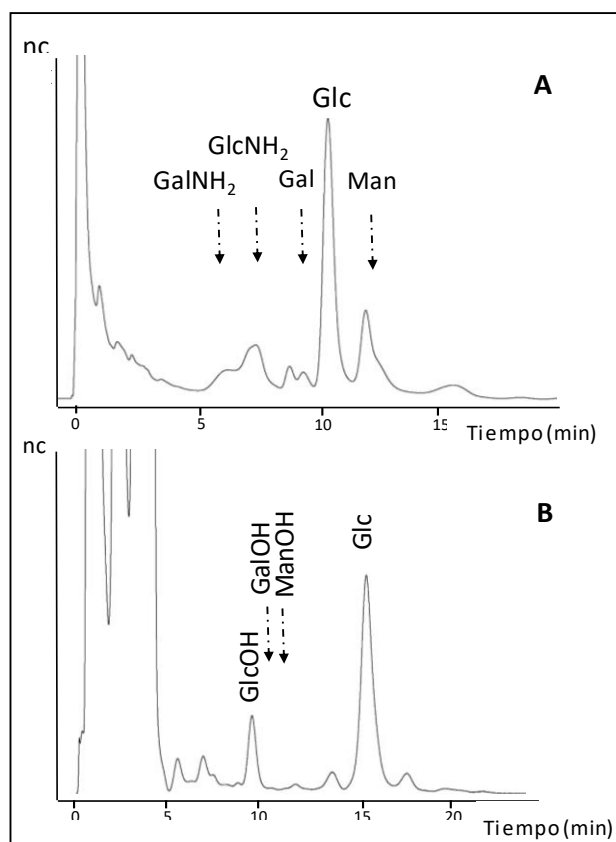 nc
Glc
A
GlcNH₂
GalNH₂
Gal
Man
0
5
10
15
Tiempo (min)
nc
B
GlcOH
GalOH
ManOH
Glc
0
5
10
15
20
Tiempo (min)